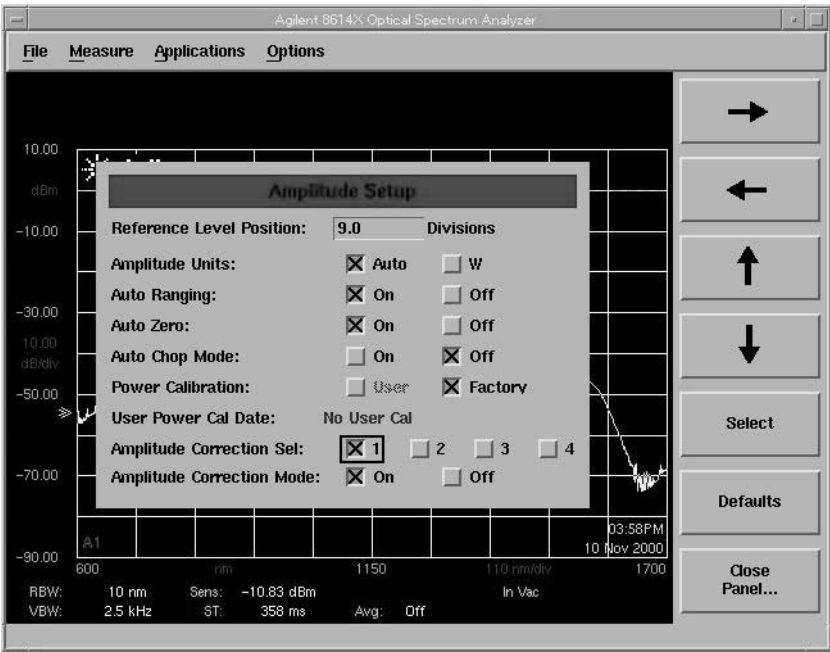 Agilent 8614X Optical Spectrum Analyzer
File Measure Applications Options
10.00
dBm
-10.00
-30.00
10.00
dB/div
-50.00
-70.00
-90.00
Amplitude Setup
Reference Level Position: 9.0 Divisions
Amplitude Units: Auto W
Auto Ranging: On Off
Auto Zero: On Off
Auto Chop Mode: On Off
Power Calibration: User Factory
User Power Cal Date: No User Cal
Amplitude Correction Sel: 1 2 3 4
Amplitude Correction Mode: On Off
A1
03:58PM
10 Nov 2000
600 nm 1150 110 nm/div 1700
RBW: 10 nm Sens: -10.83 dBm In Vac
VBW: 2.5 kHz ST: 358 ms Avg: Off
Select
Defaults
Close
Panel...